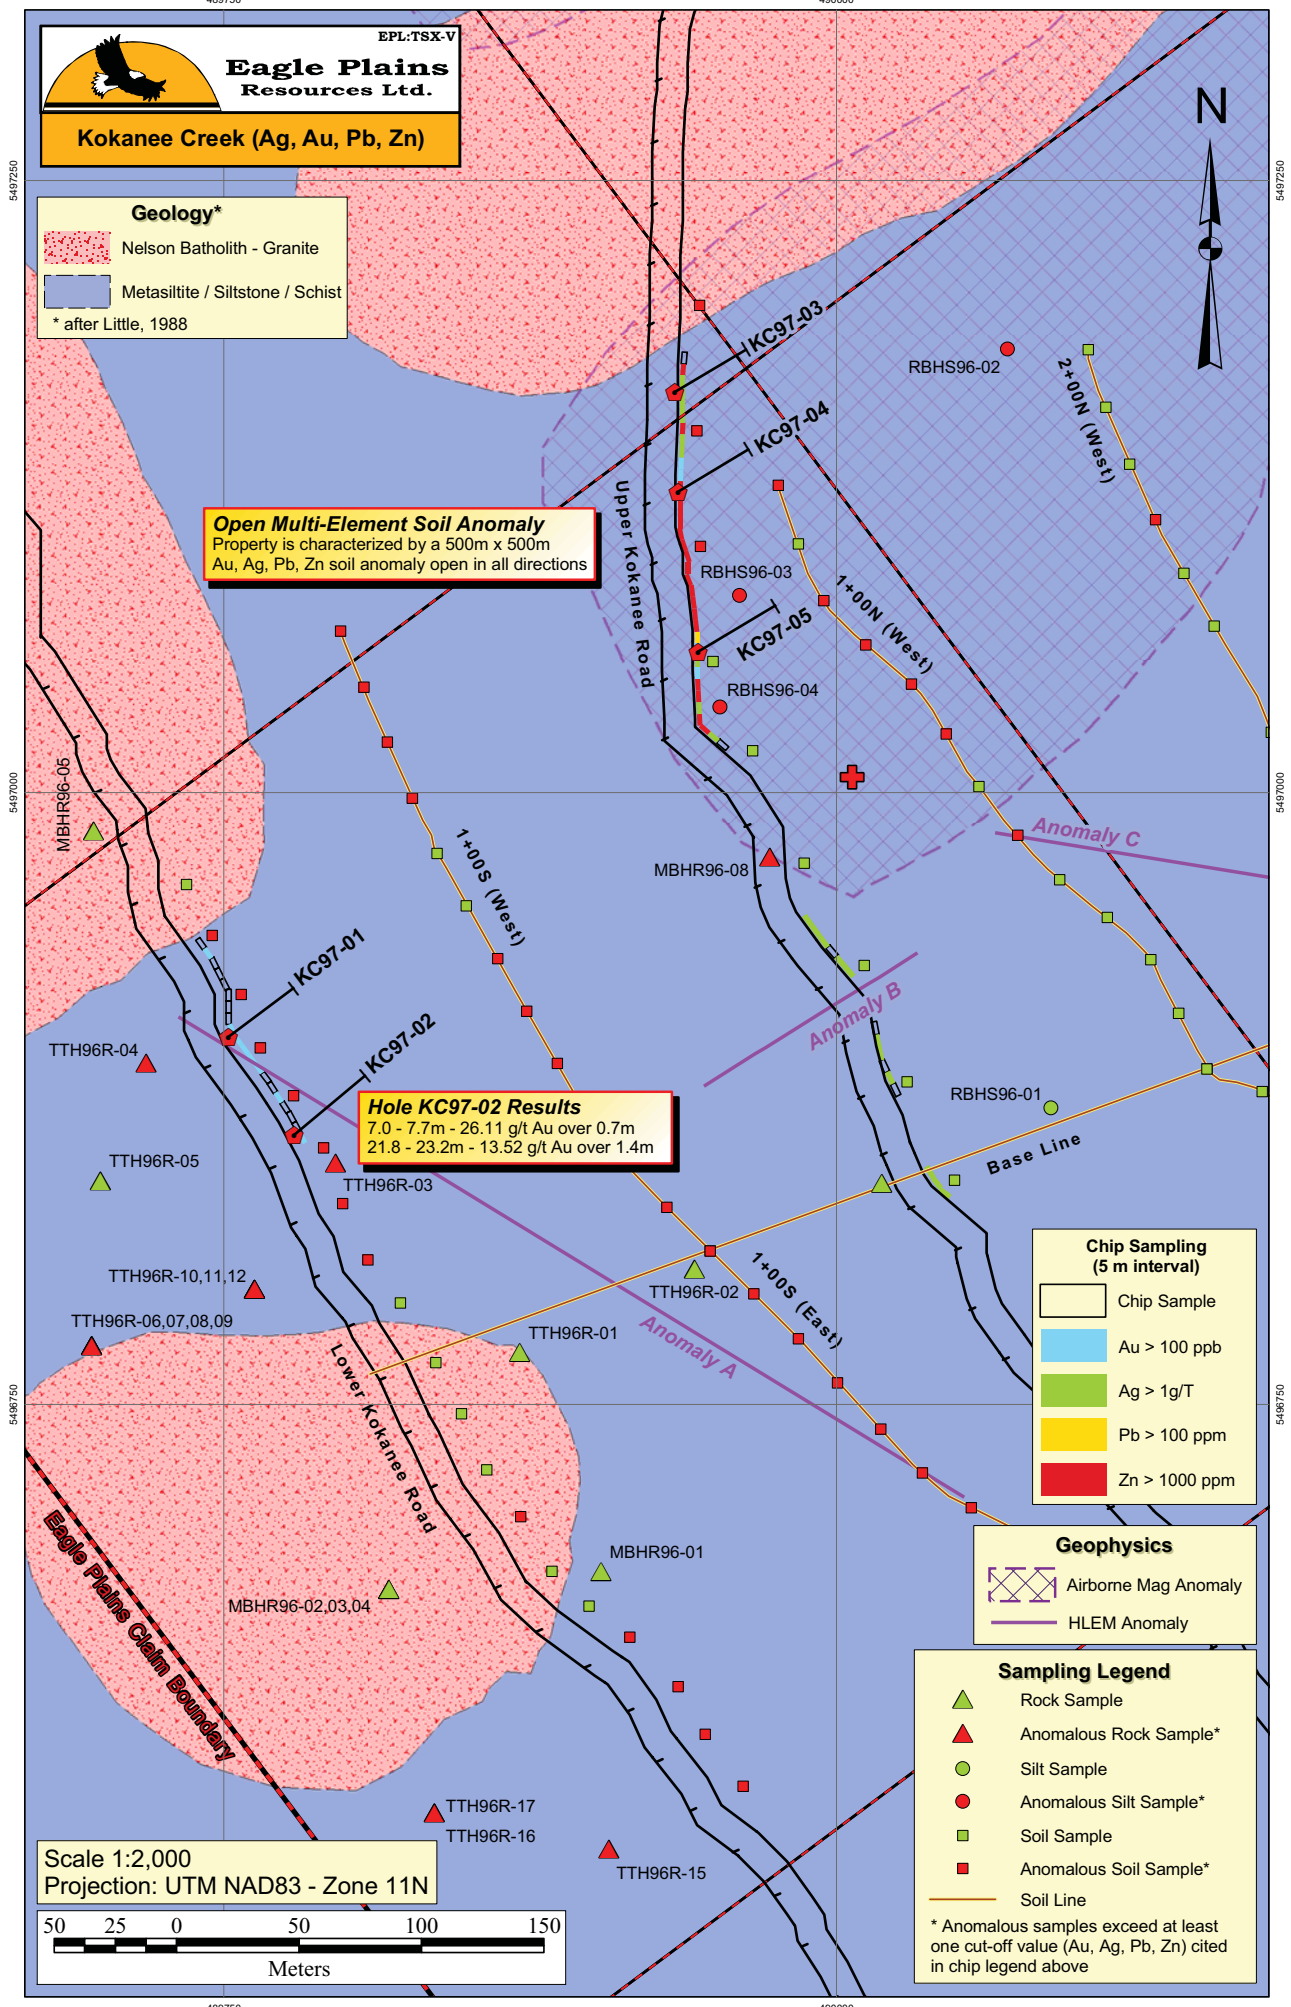 489750
490000
EPL:TSX-V
Eagle Plains
Resources Ltd.
Kokanee Creek (Ag, Au, Pb, Zn)
N
5497250
5497250
Geology*
Nelson Batholith - Granite
Metasiltite / Siltstone / Schist
* after Little, 1988
KC97-03
RBHS96-02
2+00N (West)
KC97-04
Upper Kokanee Road
Open Multi-Element Soil Anomaly
Property is characterized by a 500m x 500m
Au, Ag, Pb, Zn soil anomaly open in all directions
RBHS96-03
1+00N (West)
KC97-05
RBHS96-04
5497000
5497000
MBHR96-05
1+00S (West)
Anomaly C
MBHR96-08
KC97-01
Anomaly B
KC97-02
TTH96R-04
RBHS96-01
Hole KC97-02 Results
7.0 - 7.7m - 26.11 g/t Au over 0.7m
21.8 - 23.2m - 13.52 g/t Au over 1.4m
Base Line
TTH96R-05
TTH96R-03
TTH96R-10,11,12
TTH96R-02
1+00S (East)
TTH96R-06,07,08,09
TTH96R-01
Anomaly A
Lower Kokanee Road
5496750
5496750
Chip Sampling
(5 m interval)
Chip Sample
Au > 100 ppb
Ag > 1g/T
Pb > 100 ppm
Zn > 1000 ppm
Eagle Plains Claim Boundary
MBHR96-01
MBHR96-02,03,04
Geophysics
Airborne Mag Anomaly
HLEM Anomaly
Sampling Legend
Rock Sample
Anomalous Rock Sample*
Silt Sample
Anomalous Silt Sample*
Soil Sample
Anomalous Soil Sample*
Soil Line
* Anomalous samples exceed at least
one cut-off value (Au, Ag, Pb, Zn) cited
in chip legend above
TTH96R-17
TTH96R-16
TTH96R-15
Scale 1:2,000
Projection: UTM NAD83 - Zone 11N
50 25 0 50 100 150
Meters
489750
490000